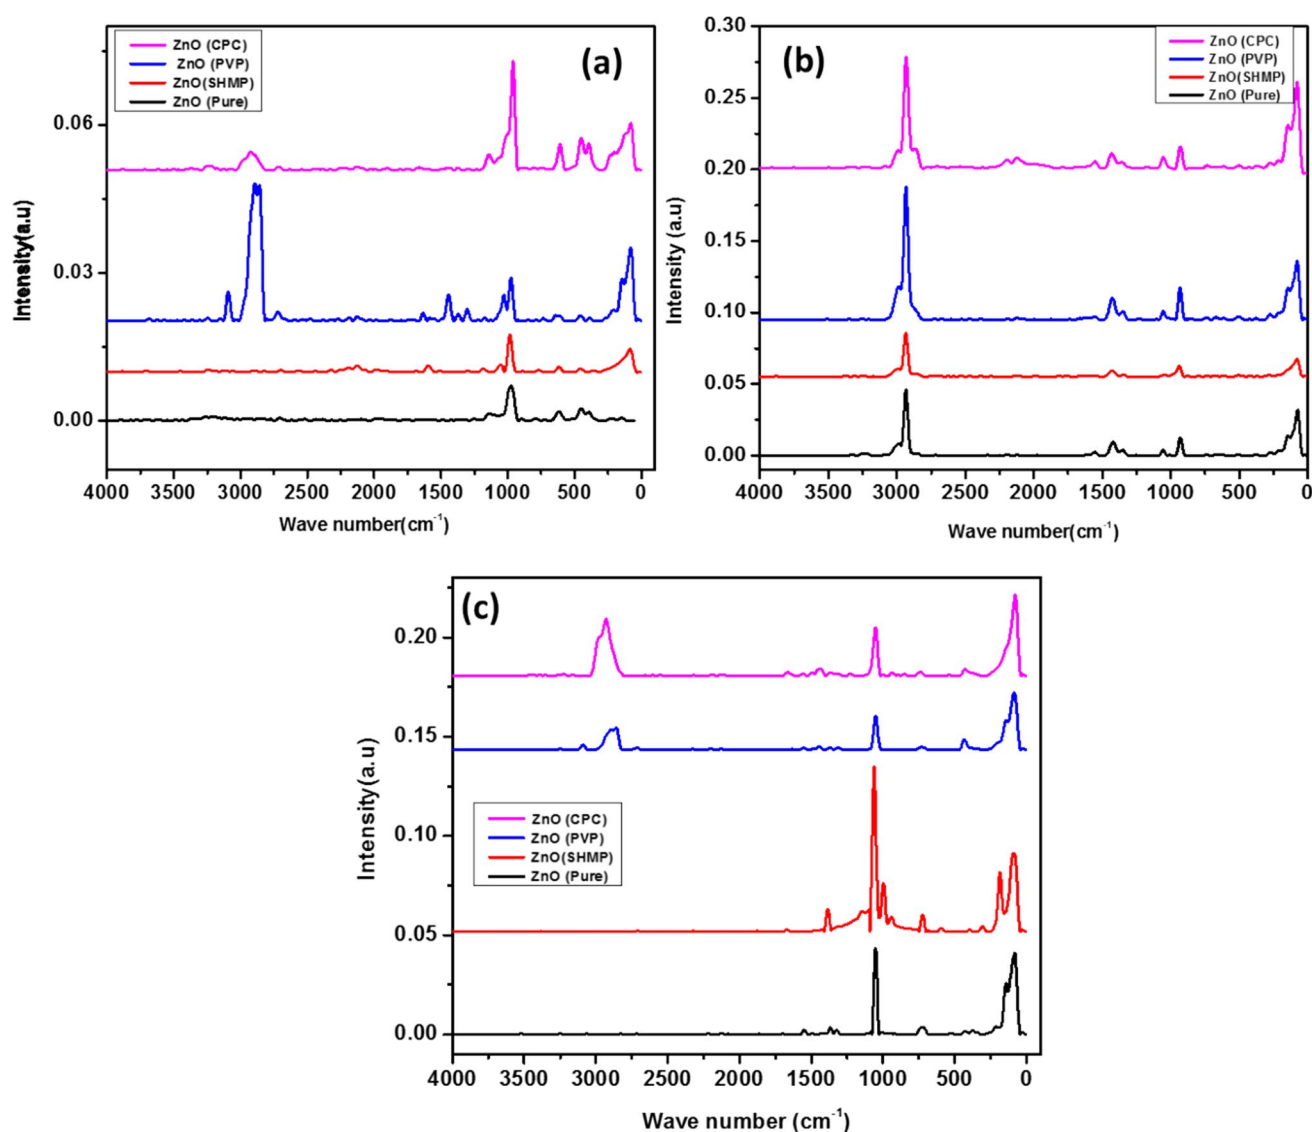 (a)
ZnO (CPC)
ZnO (PVP)
ZnO(SHMP)
ZnO (Pure)
0.06
0.03
0.00
Intensity(a.u)
4000 3500 3000 2500 2000 1500 1000 500 0
Wave number(cm⁻¹)
(b)
ZnO (CPC)
ZnO (PVP)
ZnO(SHMP)
ZnO (Pure)
0.30
0.25
0.20
0.15
0.10
0.05
0.00
Intensity (a.u)
4000 3500 3000 2500 2000 1500 1000 500 0
Wave number(cm⁻¹)
(c)
0.20
0.15
0.10
0.05
0.00
Intensity(a.u)
ZnO (CPC)
ZnO (PVP)
ZnO(SHMP)
ZnO (Pure)
4000 3500 3000 2500 2000 1500 1000 500 0
Wave number (cm⁻¹)